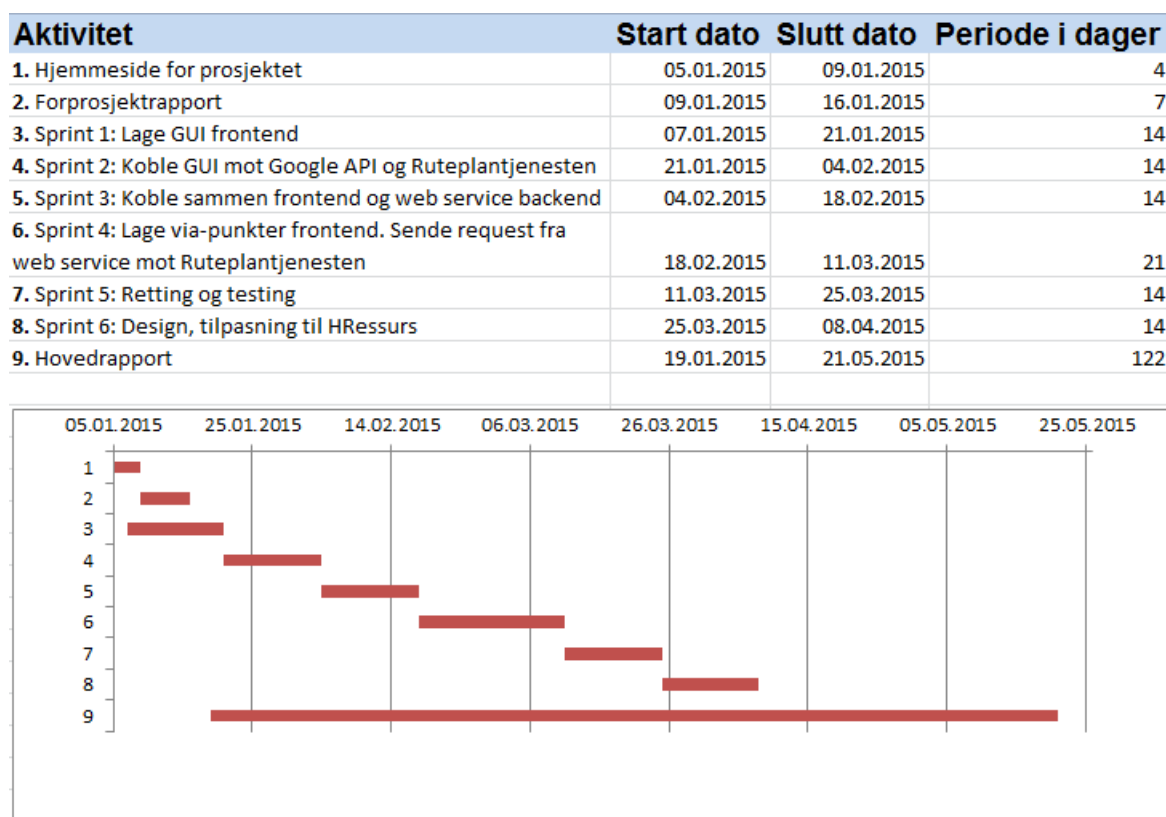 Aktivitet Start dato Slutt dato Periode i dager
1. Hjemmeside for prosjektet 05.01.2015 09.01.2015 4
2. Forprosjektrapport 09.01.2015 16.01.2015 7
3. Sprint 1: Lage GUI frontend 07.01.2015 21.01.2015 14
4. Sprint 2: Koble GUI mot Google API og Ruteplantjenesten 21.01.2015 04.02.2015 14
5. Sprint 3: Koble sammen frontend og web service backend 04.02.2015 18.02.2015 14
6. Sprint 4: Lage via-punkter frontend. Sende request fra
web service mot Ruteplantjenesten 18.02.2015 11.03.2015 21
7. Sprint 5: Retting og testing 11.03.2015 25.03.2015 14
8. Sprint 6: Design, tilpasning til HRessurs 25.03.2015 08.04.2015 14
9. Hovedrapport 19.01.2015 21.05.2015 122
05.01.2015 25.01.2015 14.02.2015 06.03.2015 26.03.2015 15.04.2015 05.05.2015 25.05.2015
1
2
3
4
5
6
7
8
9